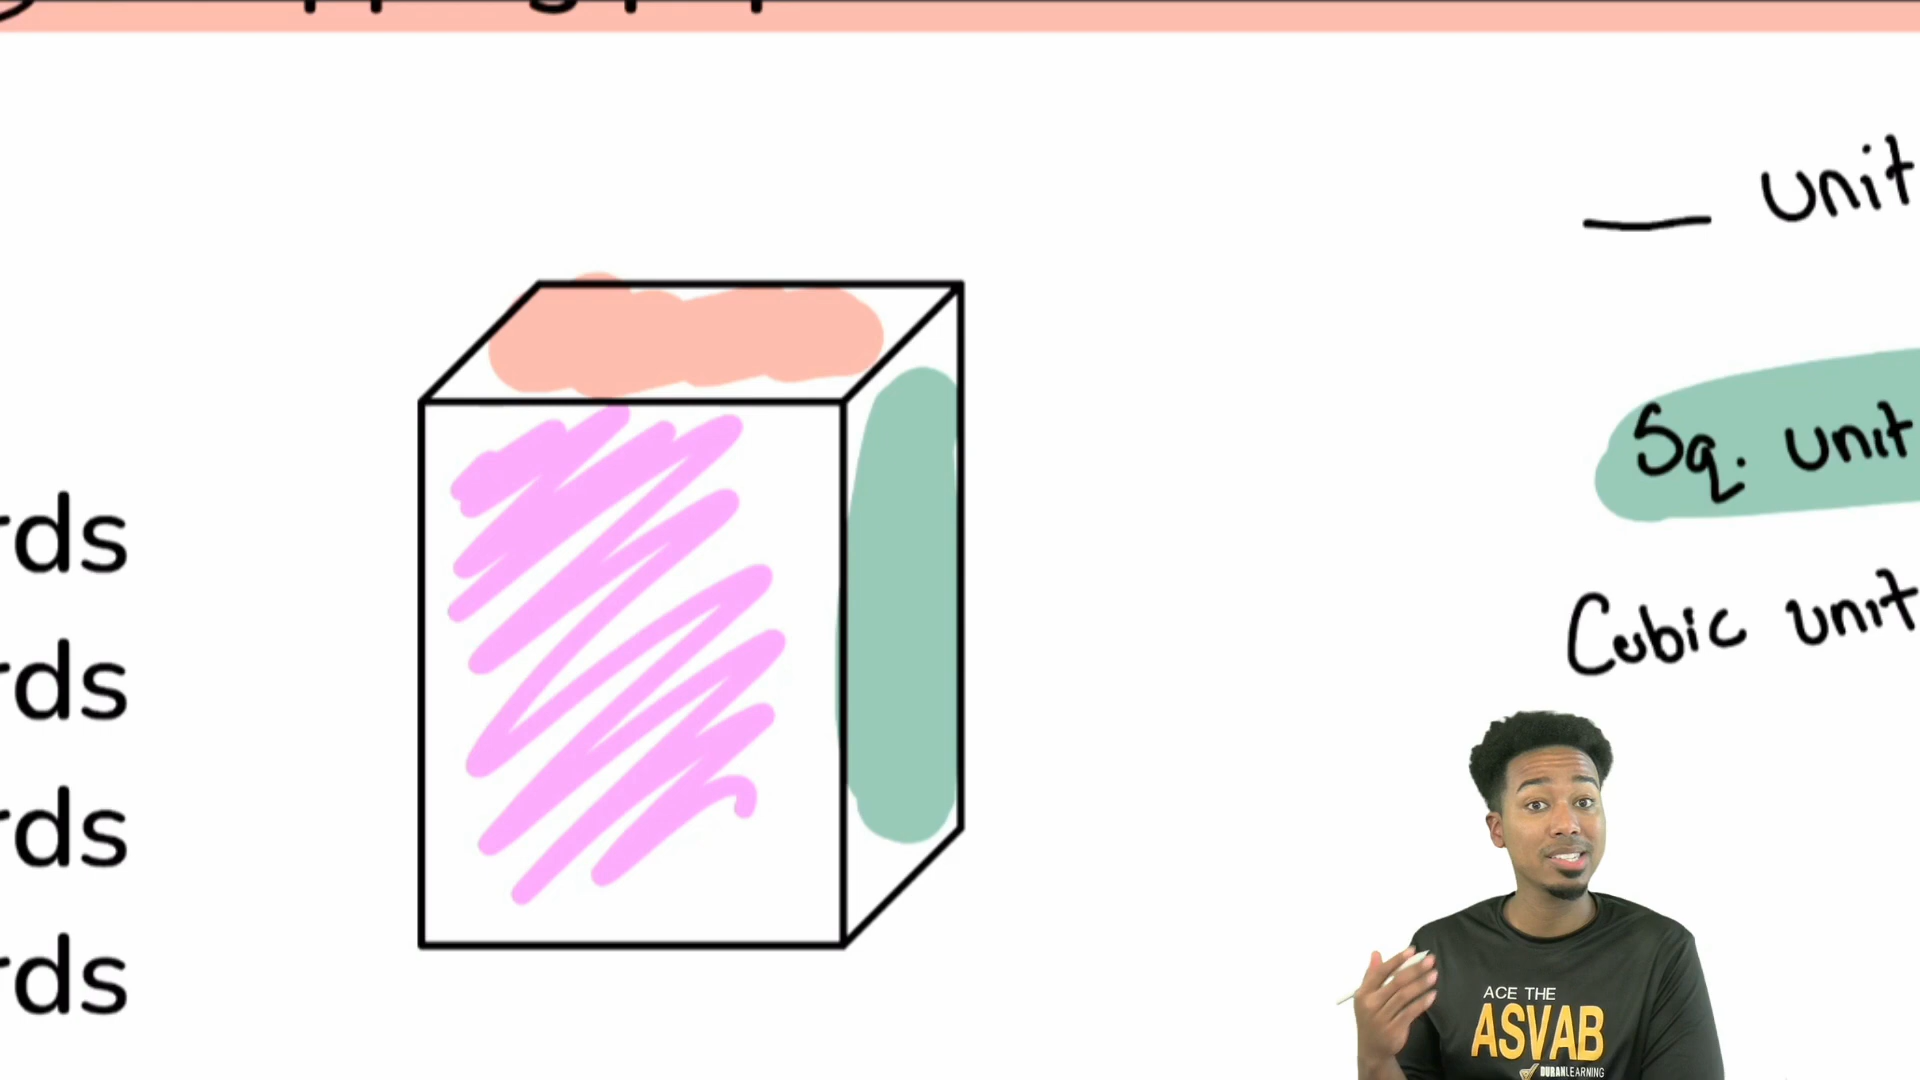 unit
Sq. unit
rds
Cubic unit
rds
rds
rds
ACE THE
ASVAB
DURANLEARNING